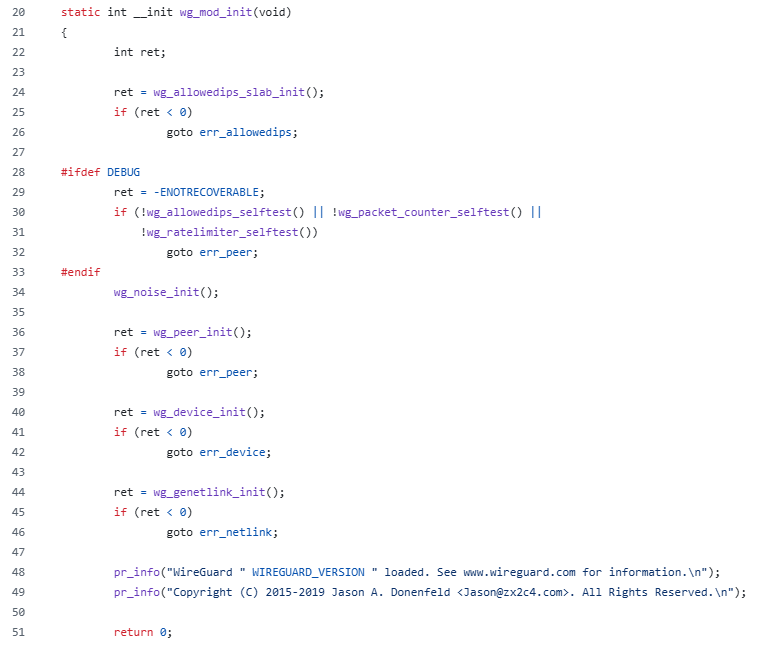 20 static int __init wg_mod_init(void)
21 {
22 int ret;
23
24 ret = wg_allowedips_slab_init();
25 if (ret < 0)
26 goto err_allowedips;
27
28 #ifdef DEBUG
29 ret = -ENOTRECOVERABLE;
30 if (!wg_allowedips_selftest() || !wg_packet_counter_selftest() ||
31 !wg_ratelimiter_selftest())
32 goto err_peer;
33 #endif
34 wg_noise_init();
35
36 ret = wg_peer_init();
37 if (ret < 0)
38 goto err_peer;
39
40 ret = wg_device_init();
41 if (ret < 0)
42 goto err_device;
43
44 ret = wg_genetlink_init();
45 if (ret < 0)
46 goto err_netlink;
47
48 pr_info("WireGuard " WIREGUARD_VERSION " loaded. See www.wireguard.com for information.\n");
49 pr_info("Copyright (C) 2015-2019 Jason A. Donenfeld <Jason@zx2c4.com>. All Rights Reserved.\n");
50
51 return 0;